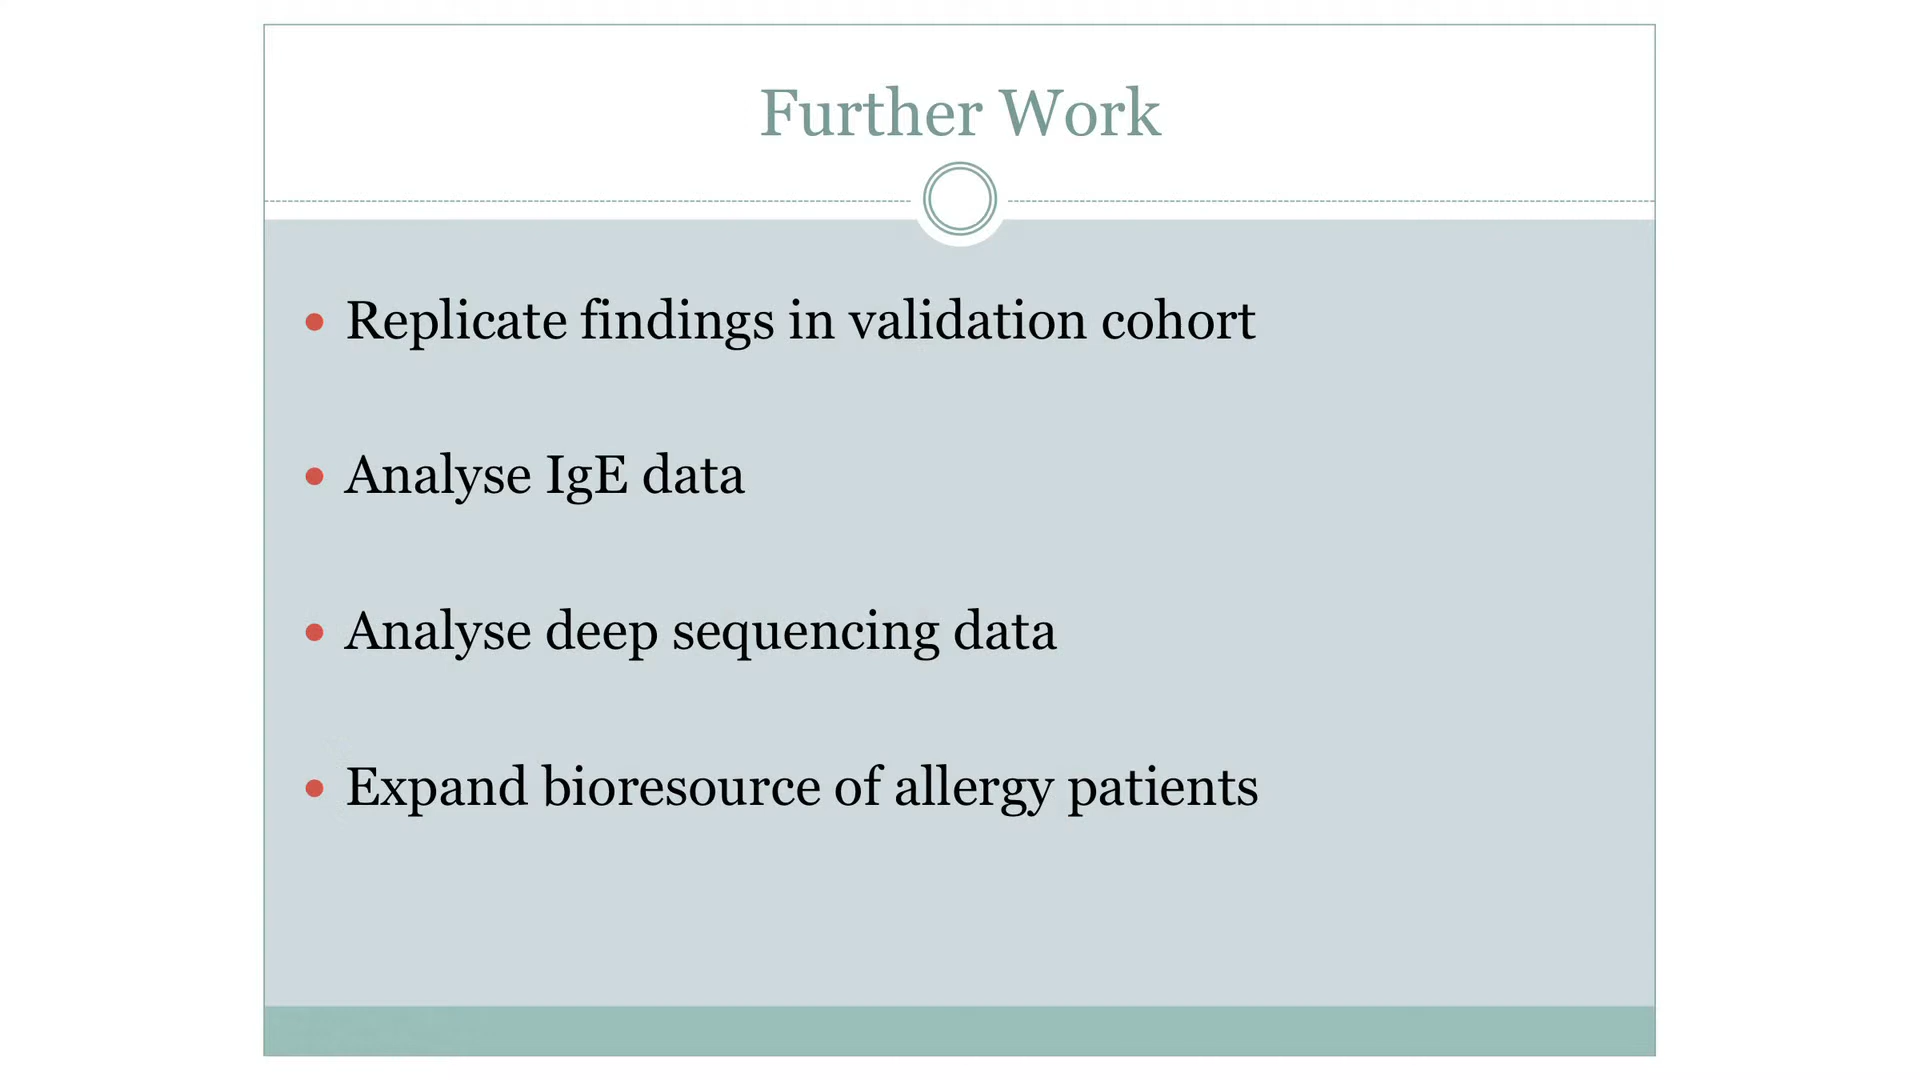 Further Work
Replicate findings in validation cohort
Analyse IgE data
Analyse deep sequencing data
Expand bioresource of allergy patients